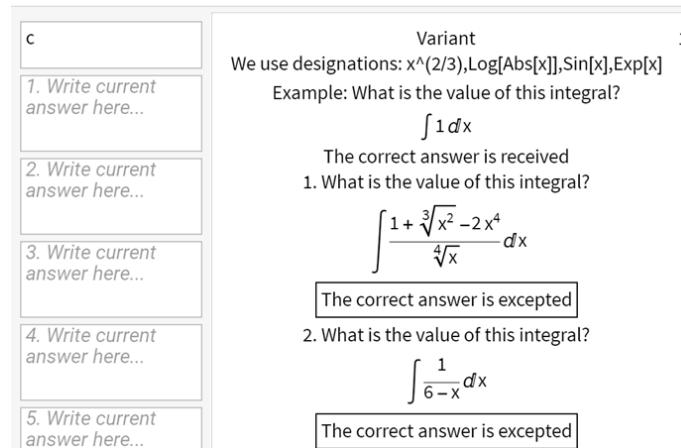 c
1. Write current
answer here...
2. Write current
answer here...
3. Write current
answer here...
4. Write current
answer here...
5. Write current
answer here...
Variant
We use designations: x^(2/3),Log[Abs[x]],Sin[x],Exp[x]
Example: What is the value of this integral?
∫1ⅆx
The correct answer is received
1. What is the value of this integral?
∫(1+∛x²−2x⁴)/∜x ⅆx
The correct answer is excepted
2. What is the value of this integral?
∫1/(6−x) ⅆx
The correct answer is excepted